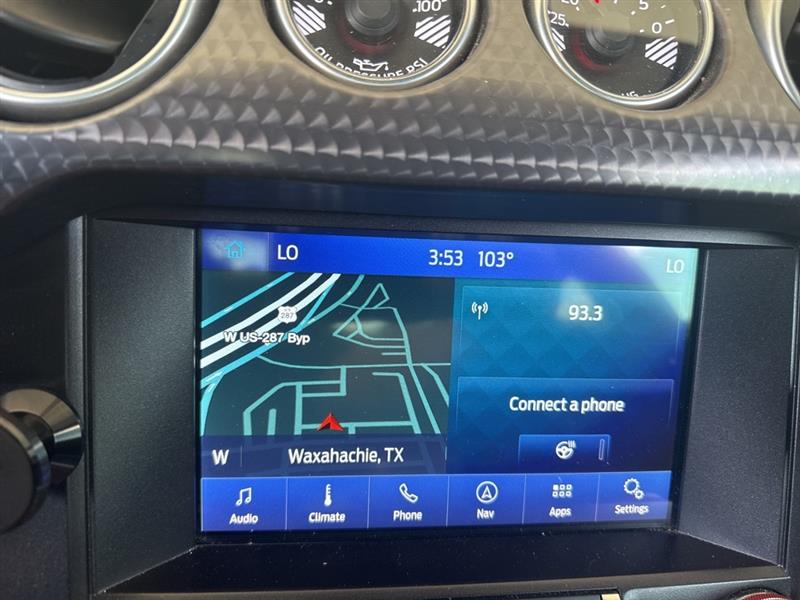 100
OIL PRESSURE PSI
25
5
0
LO
3:53 103°
LO
287
W US-287 Byp
93.3
Connect a phone
W
Waxahachie, TX
Audio
Climate
Phone
Nav
Apps
Settings